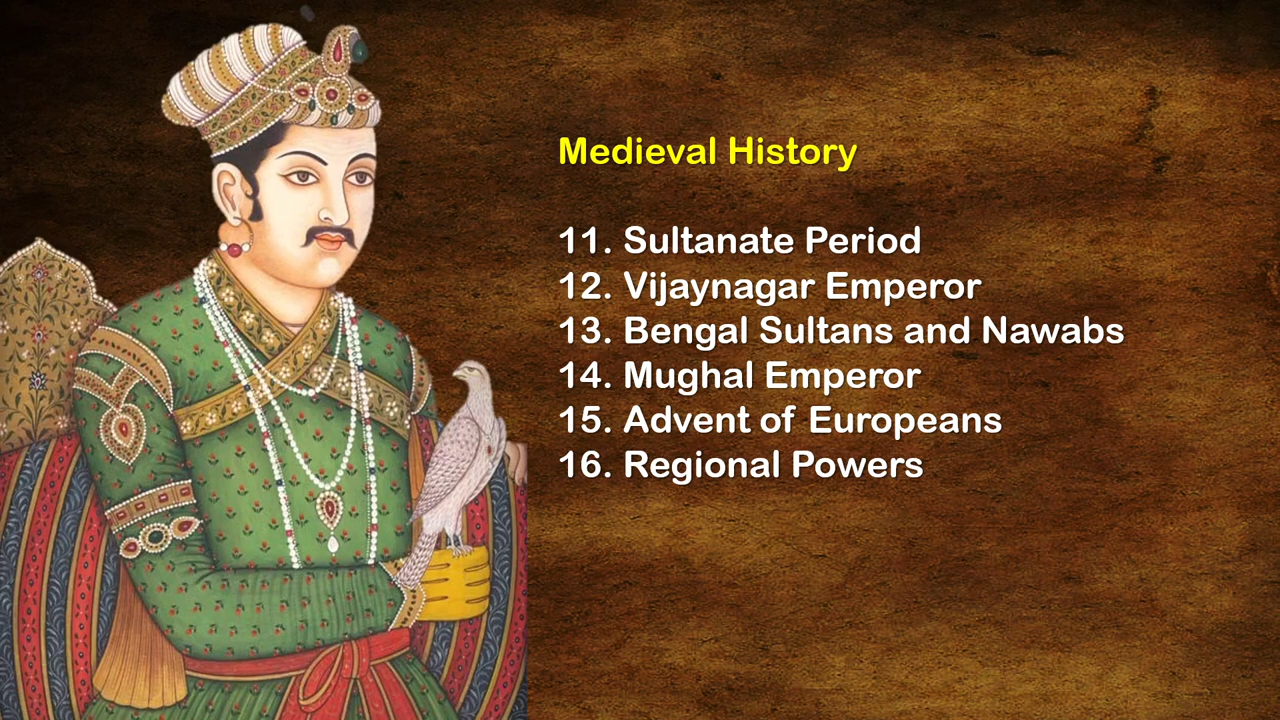 Medieval History
11. Sultanate Period
12. Vijaynagar Emperor
13. Bengal Sultans and Nawabs
14. Mughal Emperor
15. Advent of Europeans
16. Regional Powers